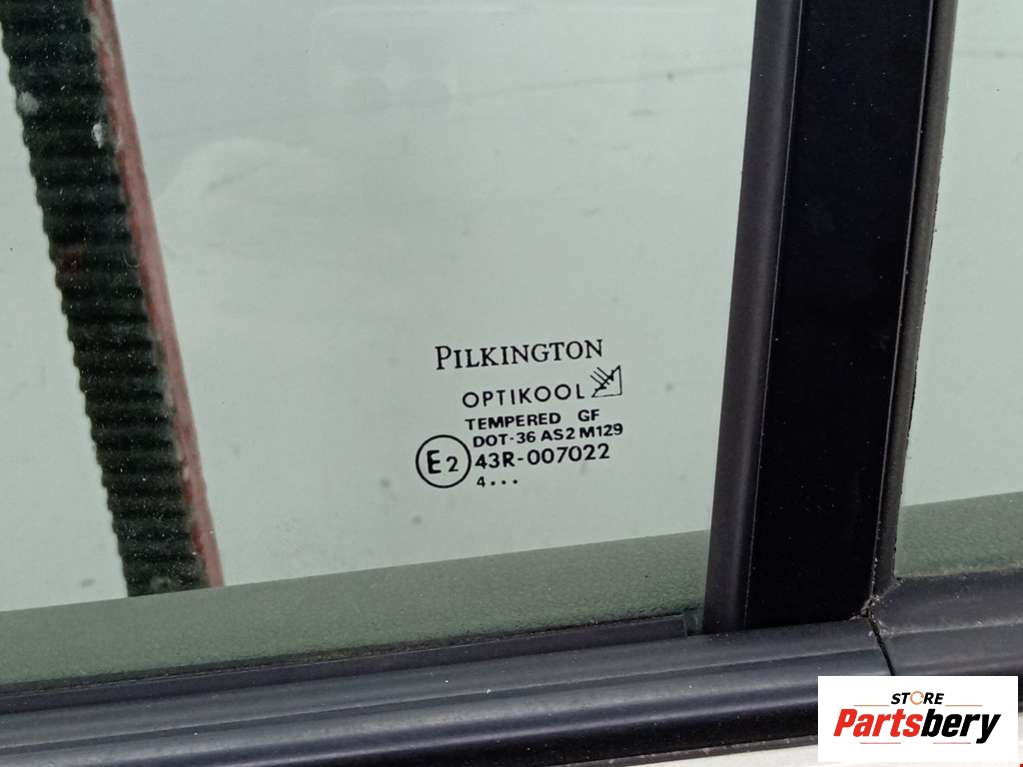 PILKINGTON
OPTIKOOL
TEMPERED GF
DOT-36 AS2 M129
E2 43R-007022
4...
STORE
Partsbery